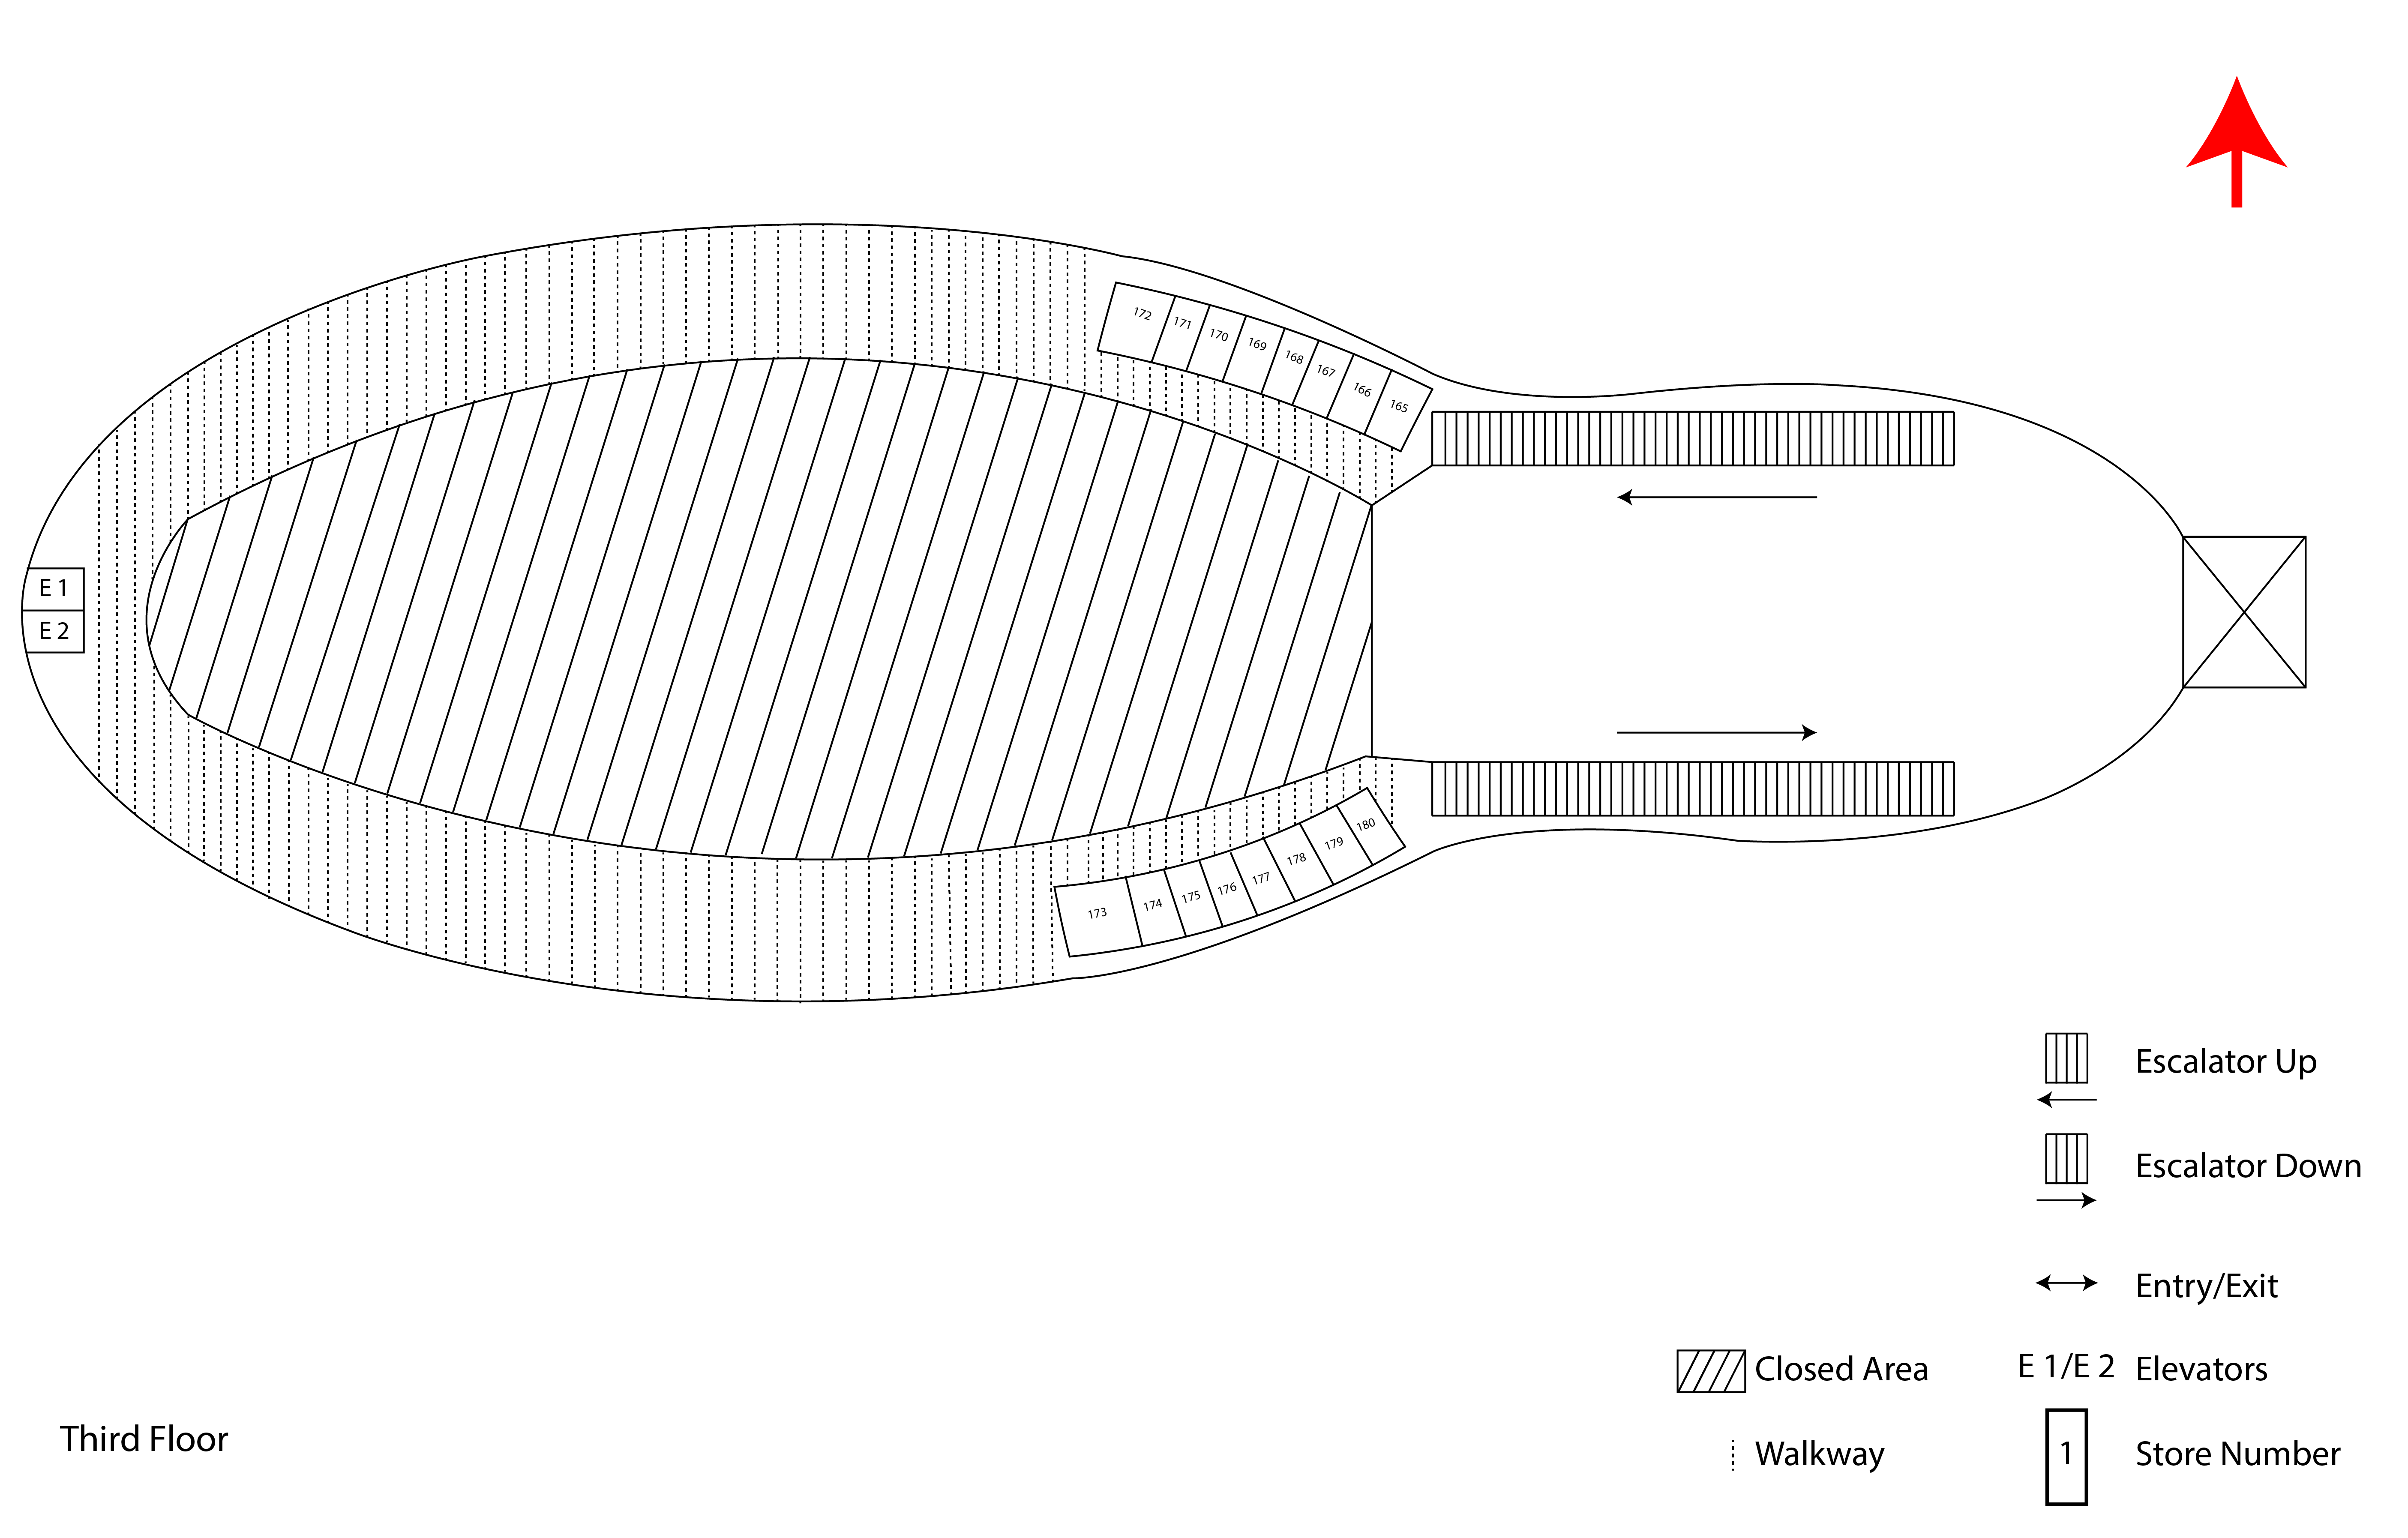 172
171
170
169
168
167
166
165
E 1
E 2
180
179
178
177
176
175
174
173
Escalator Up
Escalator Down
Entry/Exit
Closed Area
E 1/E 2 Elevators
Walkway
1 Store Number
Third Floor